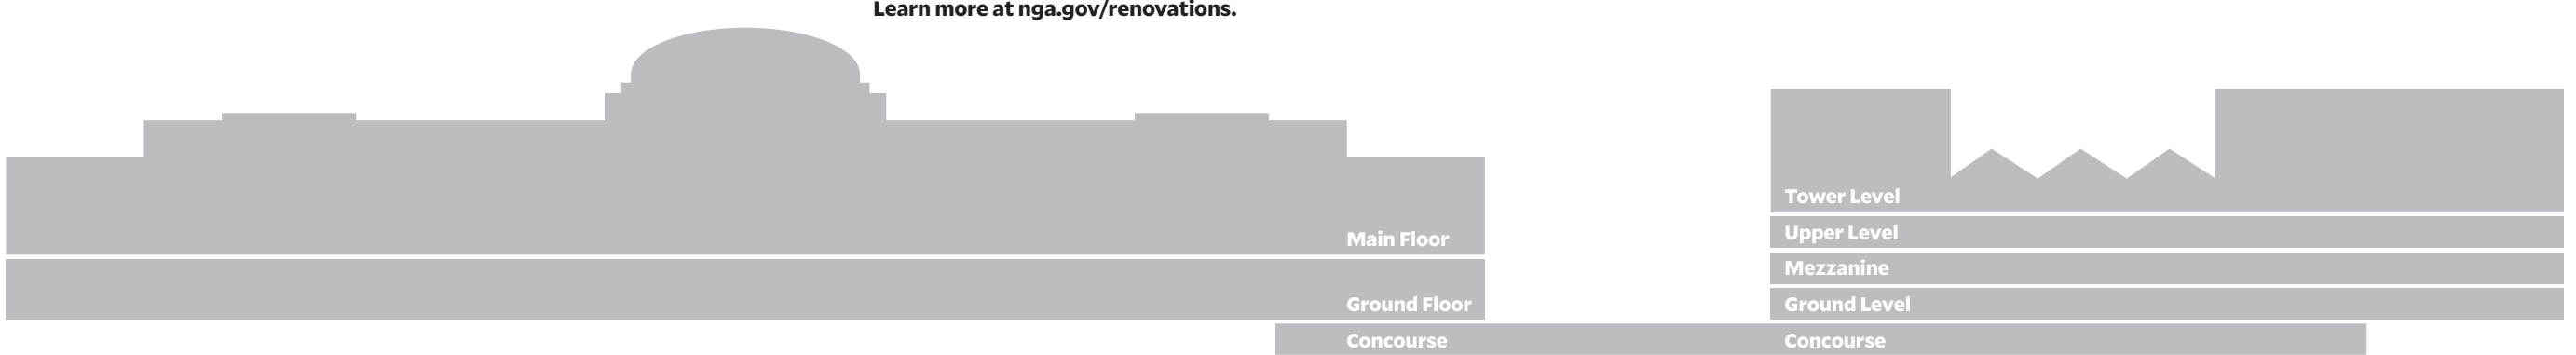 Learn more at nga.gov/renovations.
Main Floor
Ground Floor
Concourse
Tower Level
Upper Level
Mezzanine
Ground Level
Concourse